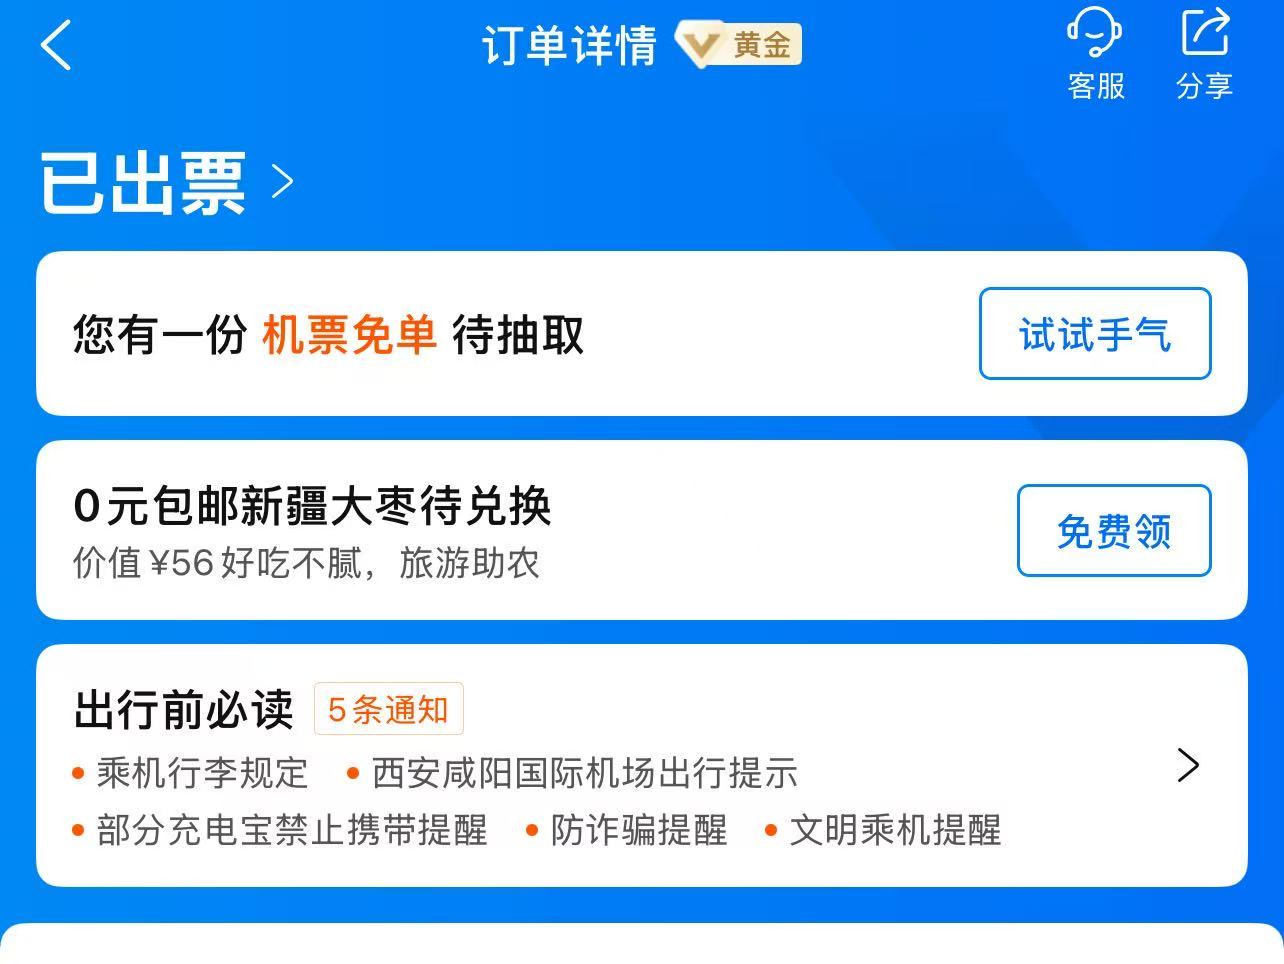 订单详情 黄金
客服 分享
已出票
您有一份 机票免单 待抽取 试试手气
0元包邮新疆大枣待兑换
价值¥56好吃不腻，旅游助农
免费领
出行前必读 5条通知
乘机行李规定 西安咸阳国际机场出行提示
部分充电宝禁止携带提醒 防诈骗提醒 文明乘机提醒